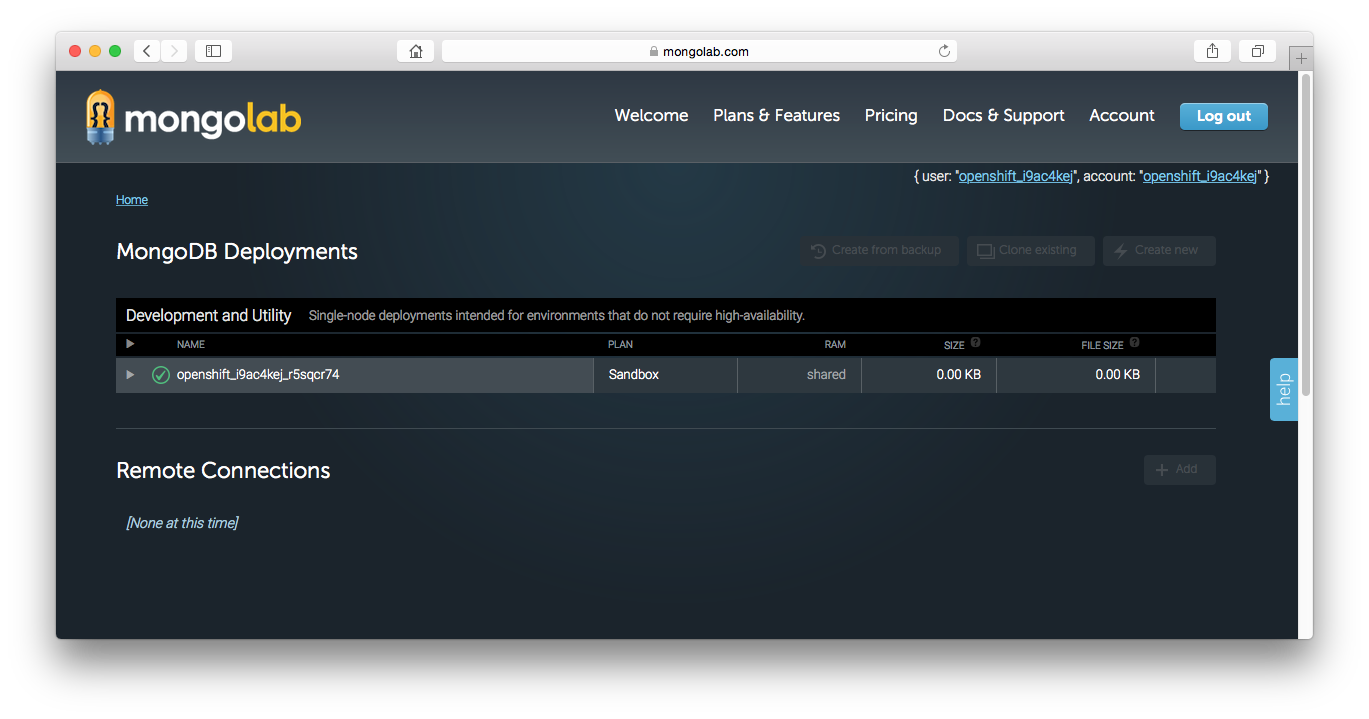 mongolab.com
mongolab
Welcome Plans & Features Pricing Docs & Support Account Log out
{ user: "openshift_i9ac4kej", account: "openshift_i9ac4kej" }
Home
MongoDB Deployments Create from backup Clone existing Create new
Development and Utility Single-node deployments intended for environments that do not require high-availability.
NAME PLAN RAM SIZE ? FILE SIZE ?
openshift_i9ac4kej_r5sqcr74 Sandbox shared 0.00 KB 0.00 KB
help
Remote Connections + Add
[None at this time]